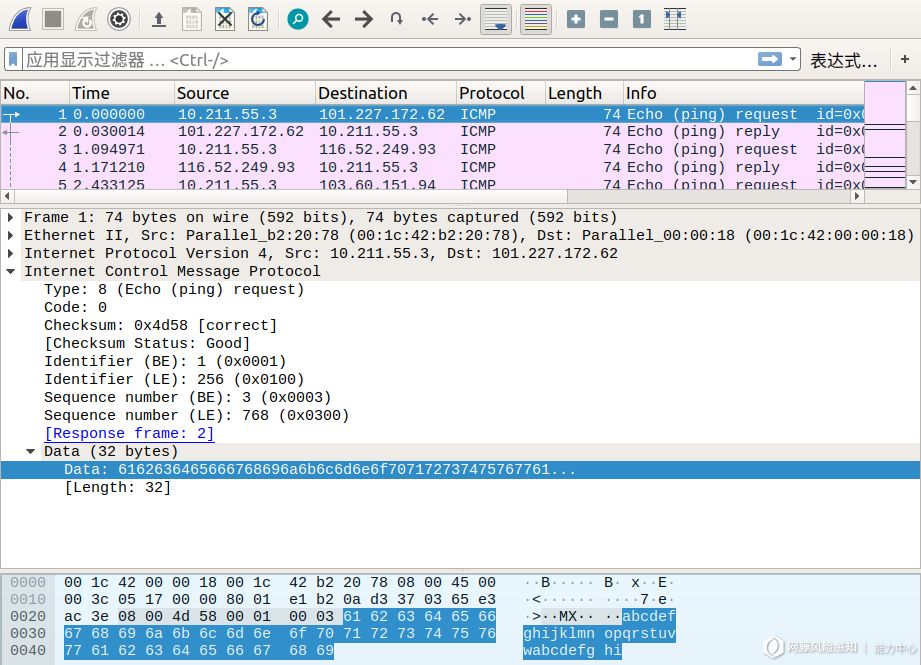 应用显示过滤器 … <Ctrl-/> 表达式… +
No. Time Source Destination Protocol Length Info
1 0.000000 10.211.55.3 101.227.172.62 ICMP 74 Echo (ping) request id=0x0
2 0.030014 101.227.172.62 10.211.55.3 ICMP 74 Echo (ping) reply id=0x0
3 1.094971 10.211.55.3 116.52.249.93 ICMP 74 Echo (ping) request id=0x0
4 1.171210 116.52.249.93 10.211.55.3 ICMP 74 Echo (ping) reply id=0x0
5 2.433125 10.211.55.3 103.60.151.94 ICMP 74 Echo (ping) request id=0x0
Frame 1: 74 bytes on wire (592 bits), 74 bytes captured (592 bits)
Ethernet II, Src: Parallel_b2:20:78 (00:1c:42:b2:20:78), Dst: Parallel_00:00:18 (00:1c:42:00:00:18)
Internet Protocol Version 4, Src: 10.211.55.3, Dst: 101.227.172.62
Internet Control Message Protocol
Type: 8 (Echo (ping) request)
Code: 0
Checksum: 0x4d58 [correct]
[Checksum Status: Good]
Identifier (BE): 1 (0x0001)
Identifier (LE): 256 (0x0100)
Sequence number (BE): 3 (0x0003)
Sequence number (LE): 768 (0x0300)
[Response frame: 2]
Data (32 bytes)
Data: 6162636465666768696a6b6c6d6e6f707172737475767761...
[Length: 32]
0000 00 1c 42 00 00 18 00 1c 42 b2 20 78 08 00 45 00 ··B····· B· x··E·
0010 00 3c 05 17 00 00 80 01 e1 b2 0a d3 37 03 65 e3 ·<······ ····7·e·
0020 ac 3e 08 00 4d 58 00 01 00 03 61 62 63 64 65 66 ·>··MX·· ··abcdef
0030 67 68 69 6a 6b 6c 6d 6e 6f 70 71 72 73 74 75 76 ghijklmn opqrstuv
0040 77 61 62 63 64 65 66 67 68 69 wabcdefg hi
网藤风险感知 | 能力中心